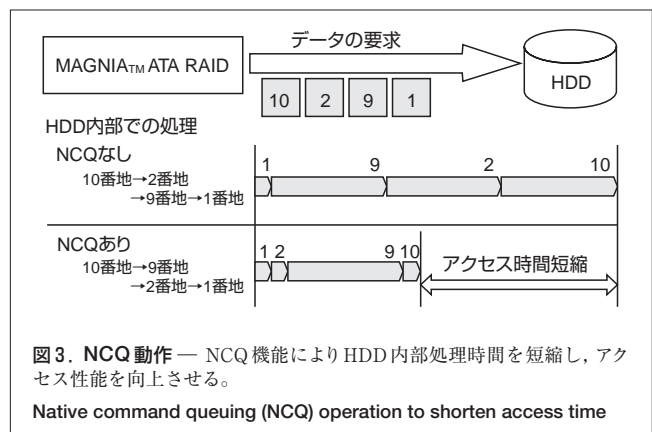 データの要求
MAGNIATM ATA RAID
HDD
10 2 9 1
HDD内部での処理
NCQなし
10番地→2番地
→9番地→1番地
1 9 2 10
NCQあり
10番地→9番地
→2番地→1番地
1 2 9 10
アクセス時間短縮
図3. NCQ動作 — NCQ機能によりHDD内部処理時間を短縮し,アク
セス性能を向上させる。
Native command queuing (NCQ) operation to shorten access time